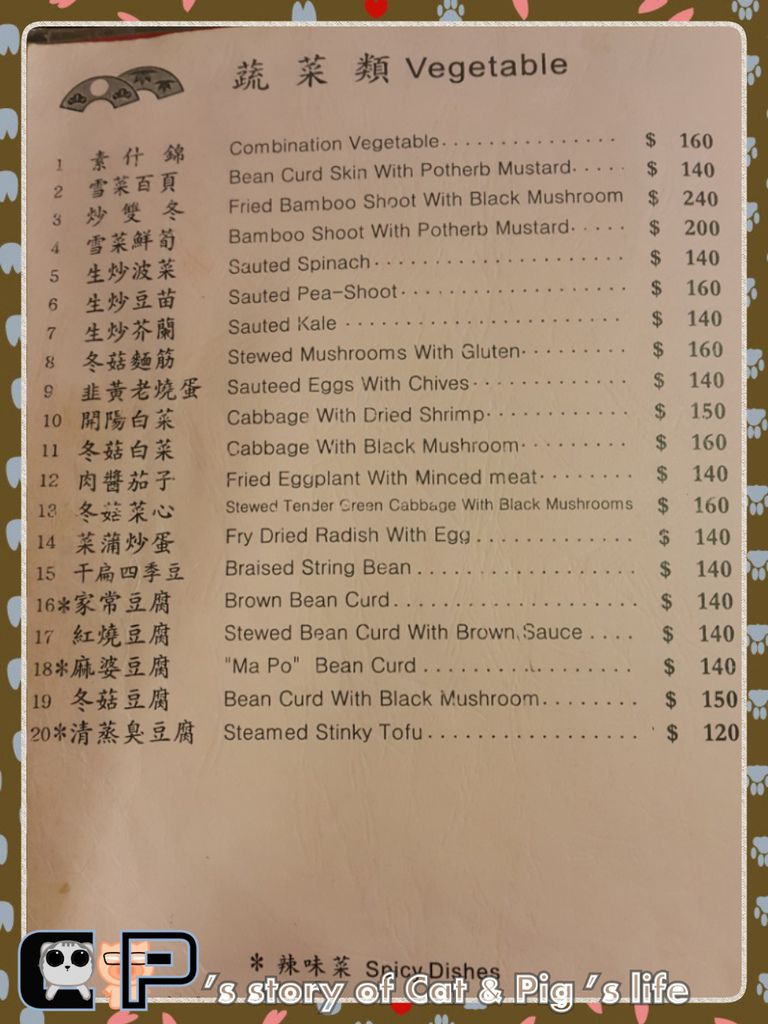 蔬菜類 Vegetable
1 素什錦 Combination Vegetable $ 160
2 雪菜百頁 Bean Curd Skin With Potherb Mustard $ 140
3 炒雙冬 Fried Bamboo Shoot With Black Mushroom $ 240
4 雪菜鮮荀 Bamboo Shoot With Potherb Mustard $ 200
5 生炒波菜 Sauted Spinach $ 140
6 生炒豆苗 Sauted Pea-Shoot $ 160
7 生炒芥蘭 Sauted Kale $ 140
8 冬菇麵筋 Stewed Mushrooms With Gluten $ 160
9 韭黃老燒蛋 Sauteed Eggs With Chives $ 140
10 開陽白菜 Cabbage With Dried Shrimp $ 150
11 冬菇白菜 Cabbage With Black Mushroom $ 160
12 肉醬茄子 Fried Eggplant With Minced meat $ 140
13 冬菇菜心 Stewed Tender Green Cabbage With Black Mushrooms $ 160
14 菜蒲炒蛋 Fry Dried Radish With Egg $ 140
15 干扁四季豆 Braised String Bean $ 140
16*家常豆腐 Brown Bean Curd $ 140
17 紅燒豆腐 Stewed Bean Curd With Brown Sauce $ 140
18*麻婆豆腐 "Ma Po" Bean Curd $ 140
19 冬菇豆腐 Bean Curd With Black Mushroom $ 150
20*清蒸臭豆腐 Steamed Stinky Tofu $ 120
* 辣味菜 Spicy Dishes
C-P's story of Cat & Pig's life